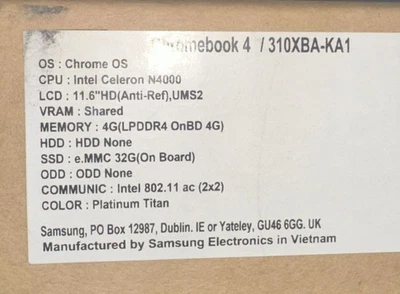 Chromebook 4 / 310XBA-KA1
OS : Chrome OS
CPU : Intel Celeron N4000
LCD : 11.6"HD(Anti-Ref),UMS2
VRAM : Shared
MEMORY : 4G(LPDDR4 OnBD 4G)
HDD : HDD None
SSD : e.MMC 32G(On Board)
ODD : ODD None
COMMUNIC : Intel 802.11 ac (2x2)
COLOR : Platinum Titan
Samsung, PO Box 12987, Dublin. IE or Yateley, GU46 6GG. UK
Manufactured by Samsung Electronics in Vietnam